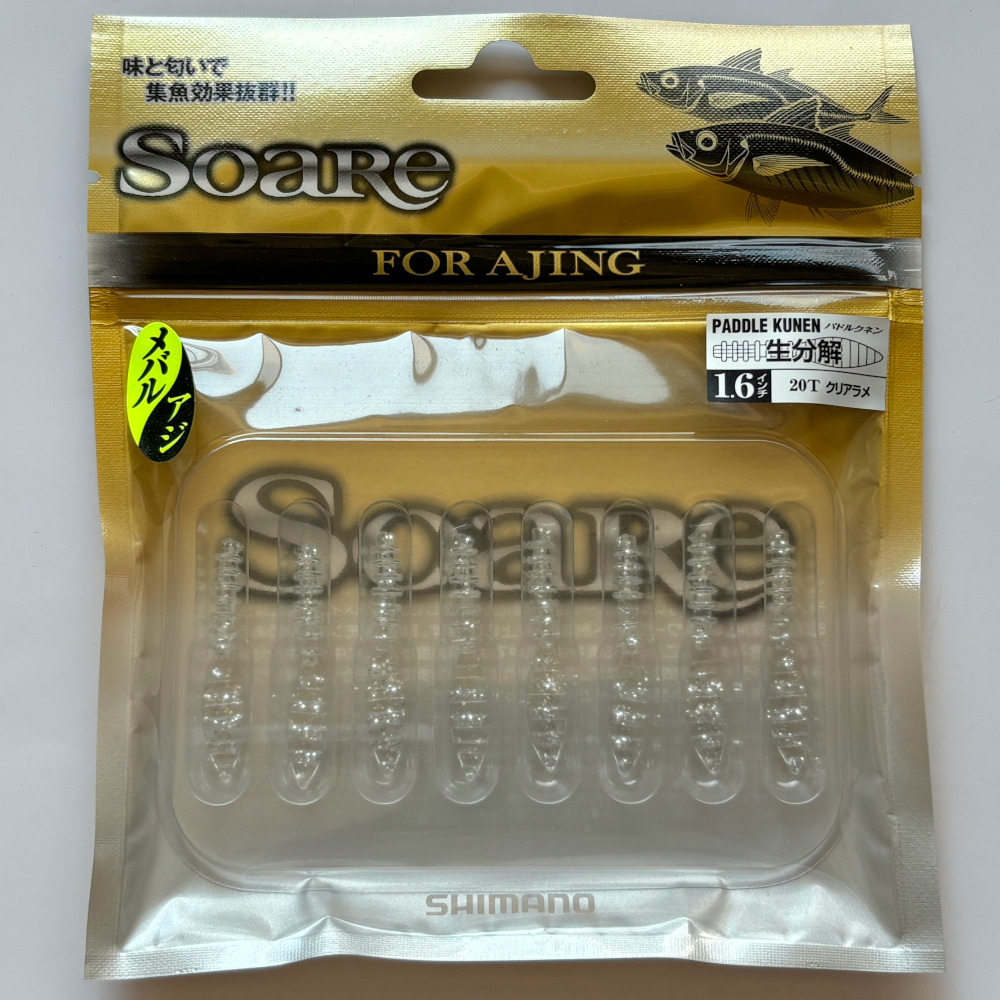 味と匂いで
集魚効果抜群!!
SOARE
FOR AJING
メバル
アジ
PADDLE KUNEN パドルクネン
生分解
1.6インチ 20T クリアラメ
SOARE
SHIMANO